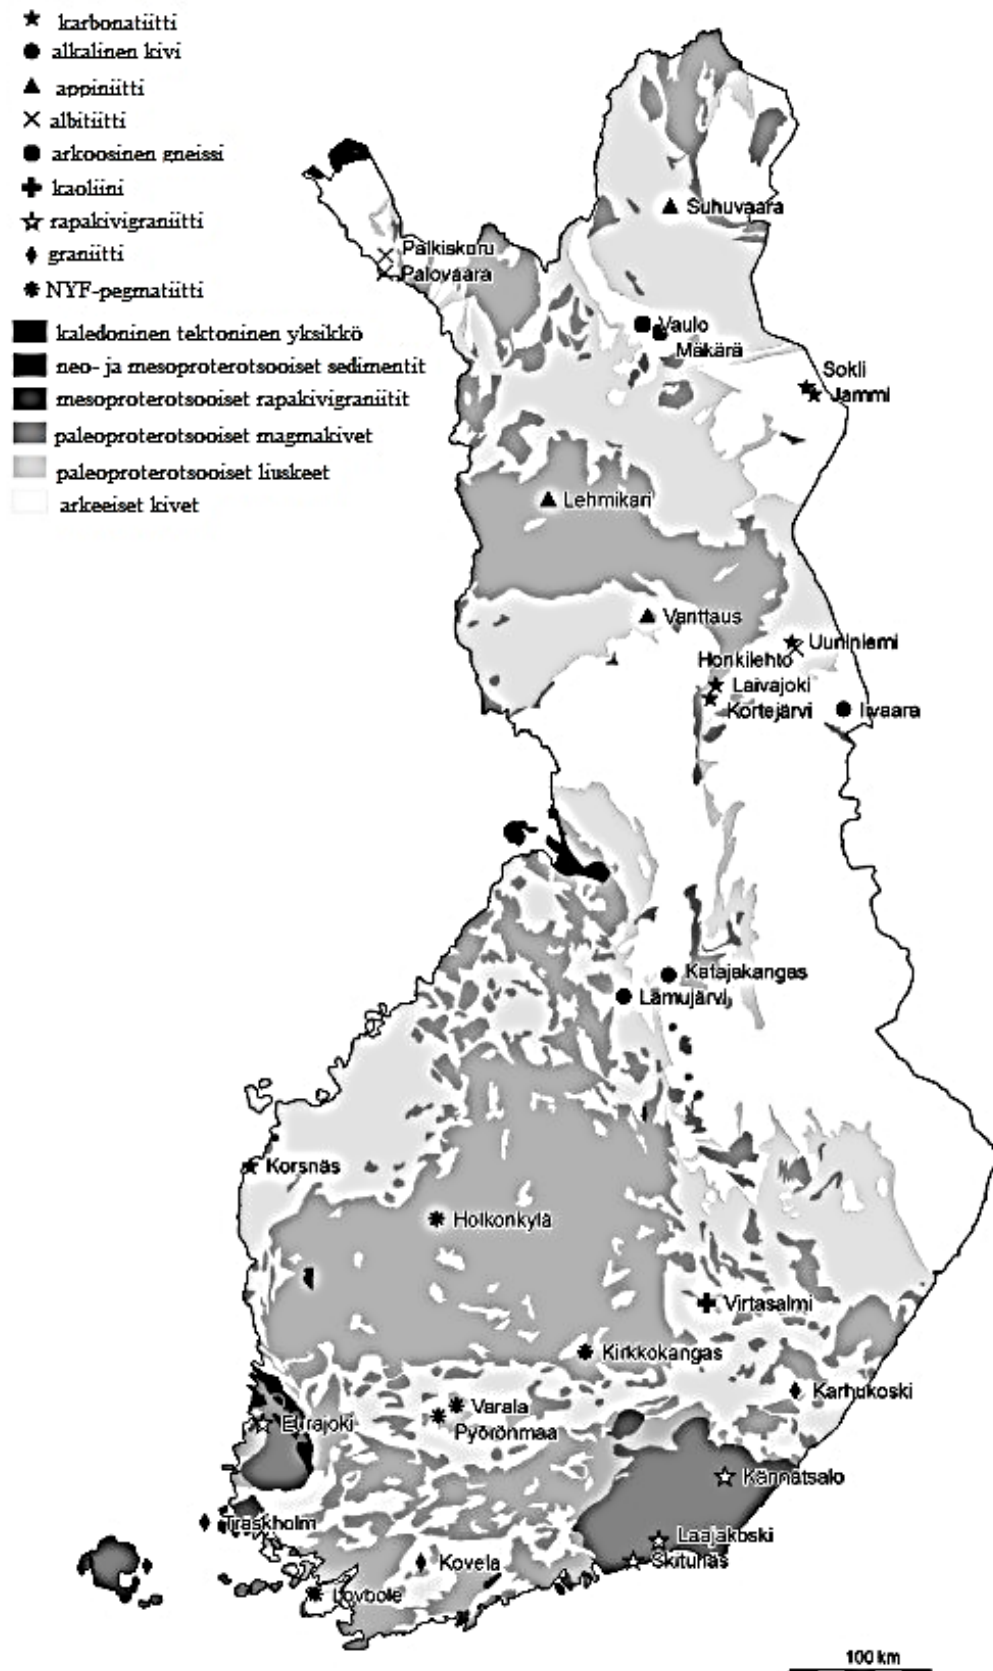 karbonatiitti
alkalinen kivi
appiniitti
albitiitti
arkoosinen gneissi
kaoliini
rapakivigraniitti
graniitti
NYF-pegmatiitti
kaledoninen tektoninen yksikkö
neo- ja mesoproterotsooiset sedimentit
mesoproterotsooiset rapakivigraniitit
paleoproterotsooiset magmakivet
paleoproterotsooiset liuskeet
arkeeiset kivet
Suhuvaara
Palkiskoru
Palovaara
Vaulo
Mäkärä
Sokli
Jammi
Lehmikari
Vanttaus
Uuniniemi
Honkilehto
Laivajoki
Kortejärvi
Iivaara
Katajakangas
Lamujärvi
Korsnäs
Holkonkylä
Virtasalmi
Kirkkokangas
Karhukoski
Varala
Pyörönmaa
Eurajoki
Kännätsalo
Träskholm
Laajakoski
Skitunäs
Kovela
Lövböle
100 km